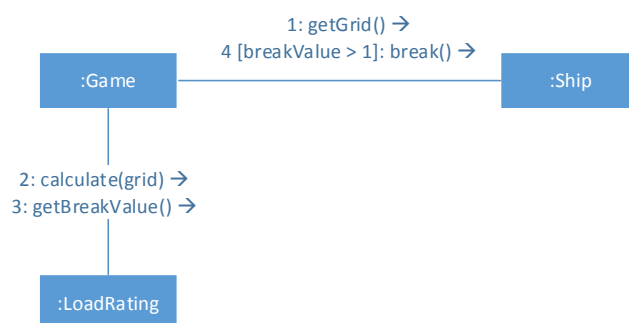 1: getGrid() →
4 [breakValue > 1]: break() →
:Game
:Ship
2: calculate(grid) →
3: getBreakValue() →
:LoadRating